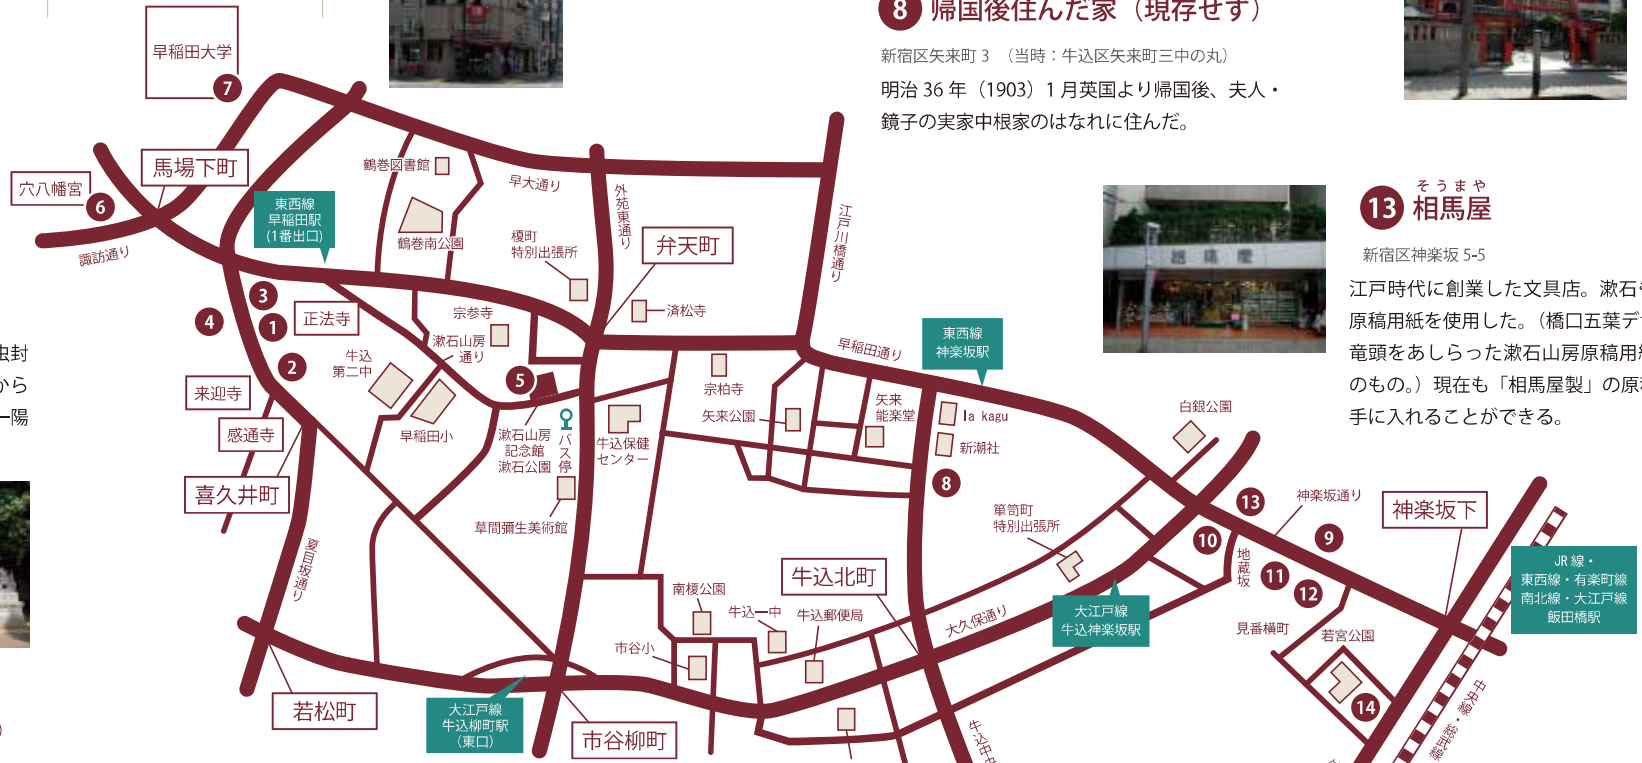 8 帰国後住んだ家（現存せず）
新宿区矢来町 3 （当時：牛込区矢来町三中の丸）
明治 36 年（1903）1 月英国より帰国後、夫人・
鏡子の実家中根家のはなれに住んだ。
そうまや
13 相馬屋
新宿区神楽坂 5-5
江戸時代に創業した文具店。漱石
原稿用紙を使用した。（橋口五葉デ
竜頭をあしらった漱石山房原稿用
のもの。）現在も「相馬屋製」の原
手に入れることができる。
相馬屋
虫封
から
一陽
）
早稲田大学
7
馬場下町
穴八幡宮
6
諏訪通り
東西線
早稲田駅
(1番出口)
鶴巻図書館
鶴巻南公園
早大通り
外苑東通り
榎町
特別出張所
弁天町
江戸川橋通り
済松寺
宗参寺
漱石山房
通り
3
4
1
正法寺
2
牛込
第二中
早稲田小
来迎寺
感通寺
喜久井町
5
漱石山房
記念館
漱石公園
バス停
草間彌生美術館
牛込保健
センター
宗柏寺
矢来公園
早稲田通り
東西線
神楽坂駅
矢来
能楽堂
la kagu
新潮社
8
白銀公園
箪笥町
特別出張所
13
神楽坂通り
10
地蔵坂
9
11
12
神楽坂下
JR 線・
東西線・有楽町線
南北線・大江戸線
飯田橋駅
見番横町
若宮公園
14
中央線・総武線
夏目坂通り
若松町
大江戸線
牛込柳町駅
(東口)
市谷柳町
市谷小
南榎公園
牛込一中
牛込郵便局
牛込北町
大久保通り
大江戸線
牛込神楽坂駅
牛込中央